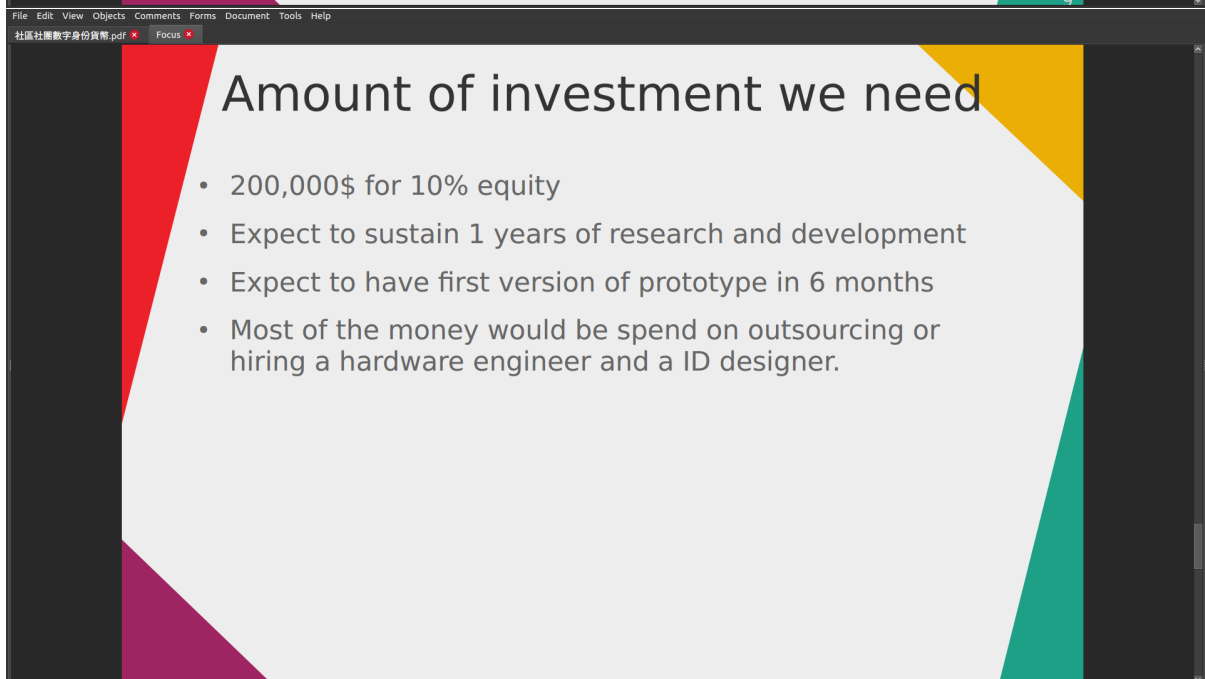 File Edit View Objects Comments Forms Document Tools Help
社區社團數字身份貨幣.pdf Focus
Amount of investment we need
• 200,000$ for 10% equity
• Expect to sustain 1 years of research and development
• Expect to have first version of prototype in 6 months
• Most of the money would be spend on outsourcing or
hiring a hardware engineer and a ID designer.